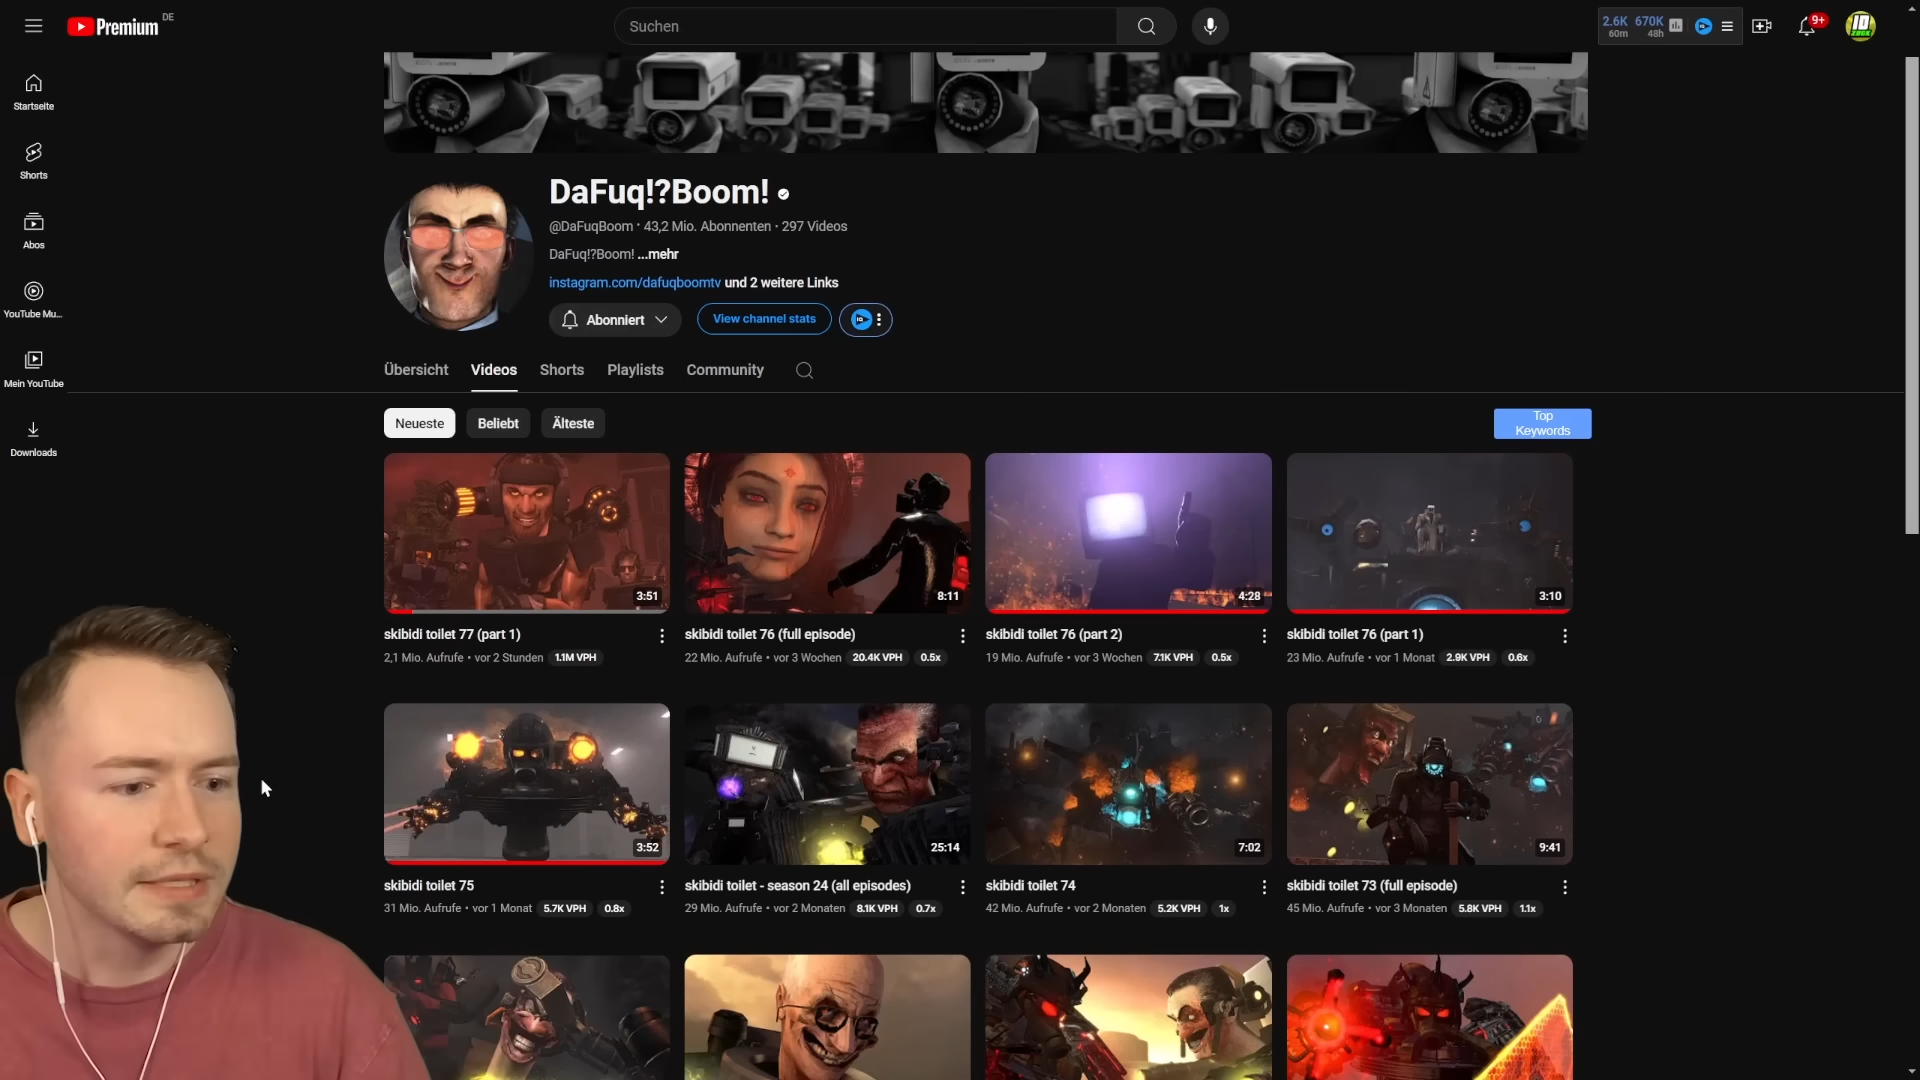 Premium DE
Suchen
2.6K 670K
60m 48h
9+
Startseite
Shorts
Abos
YouTube Mu...
Mein YouTube
Downloads
DaFuq!?Boom!
@DaFuqBoom · 43,2 Mio. Abonnenten · 297 Videos
DaFuq!?Boom! ...mehr
instagram.com/dafuqboomtv und 2 weitere Links
Abonniert
View channel stats
Übersicht Videos Shorts Playlists Community
Neueste Beliebt Älteste
Top
Keywords
3:51
8:11
4:28
3:10
skibidi toilet 77 (part 1)
2,1 Mio. Aufrufe • vor 2 Stunden 1.1M VPH
skibidi toilet 76 (full episode)
22 Mio. Aufrufe • vor 3 Wochen 20.4K VPH 0.5x
skibidi toilet 76 (part 2)
19 Mio. Aufrufe • vor 3 Wochen 7.1K VPH 0.5x
skibidi toilet 76 (part 1)
23 Mio. Aufrufe • vor 1 Monat 2.9K VPH 0.6x
3:52
25:14
7:02
9:41
skibidi toilet 75
31 Mio. Aufrufe • vor 1 Monat 5.7K VPH 0.8x
skibidi toilet - season 24 (all episodes)
29 Mio. Aufrufe • vor 2 Monaten 8.1K VPH 0.7x
skibidi toilet 74
42 Mio. Aufrufe • vor 2 Monaten 5.2K VPH 1x
skibidi toilet 73 (full episode)
45 Mio. Aufrufe • vor 3 Monaten 5.8K VPH 1.1x